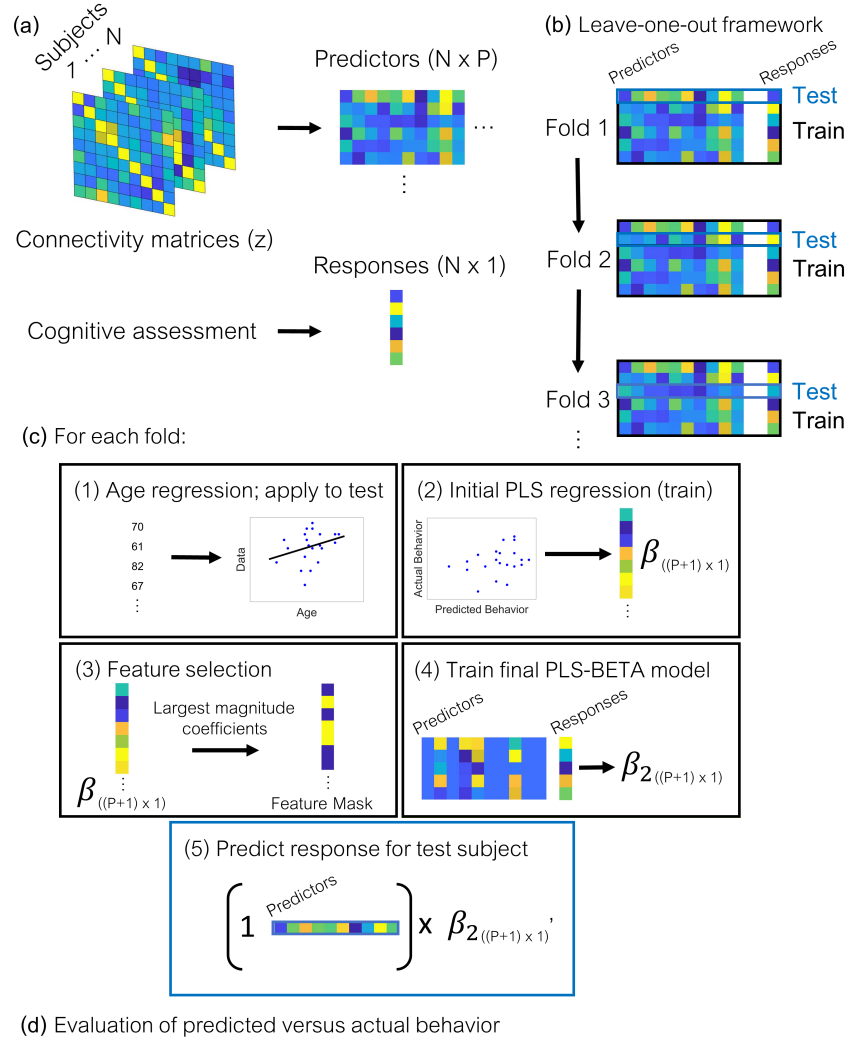 (a)
Subjects
1 ... N
Predictors (N x P)
...
⋮
Connectivity matrices (z)
Responses (N x 1)
Cognitive assessment
(b) Leave-one-out framework
Predictors
Responses
Test
Fold 1
Train
Test
Fold 2
Train
Test
Fold 3
Train
⋮
(c) For each fold:
(1) Age regression; apply to test
70
61
82
67
⋮
Data
Age
(2) Initial PLS regression (train)
Actual Behavior
Predicted Behavior
β ((P+1) x 1)
⋮
(3) Feature selection
Largest magnitude
coefficients
⋮
⋮
β ((P+1) x 1)
Feature Mask
(4) Train final PLS-BETA model
Predictors
Responses
β2 ((P+1) x 1)
(5) Predict response for test subject
Predictors
( 1 ) x β2 ((P+1) x 1)'
(d) Evaluation of predicted versus actual behavior